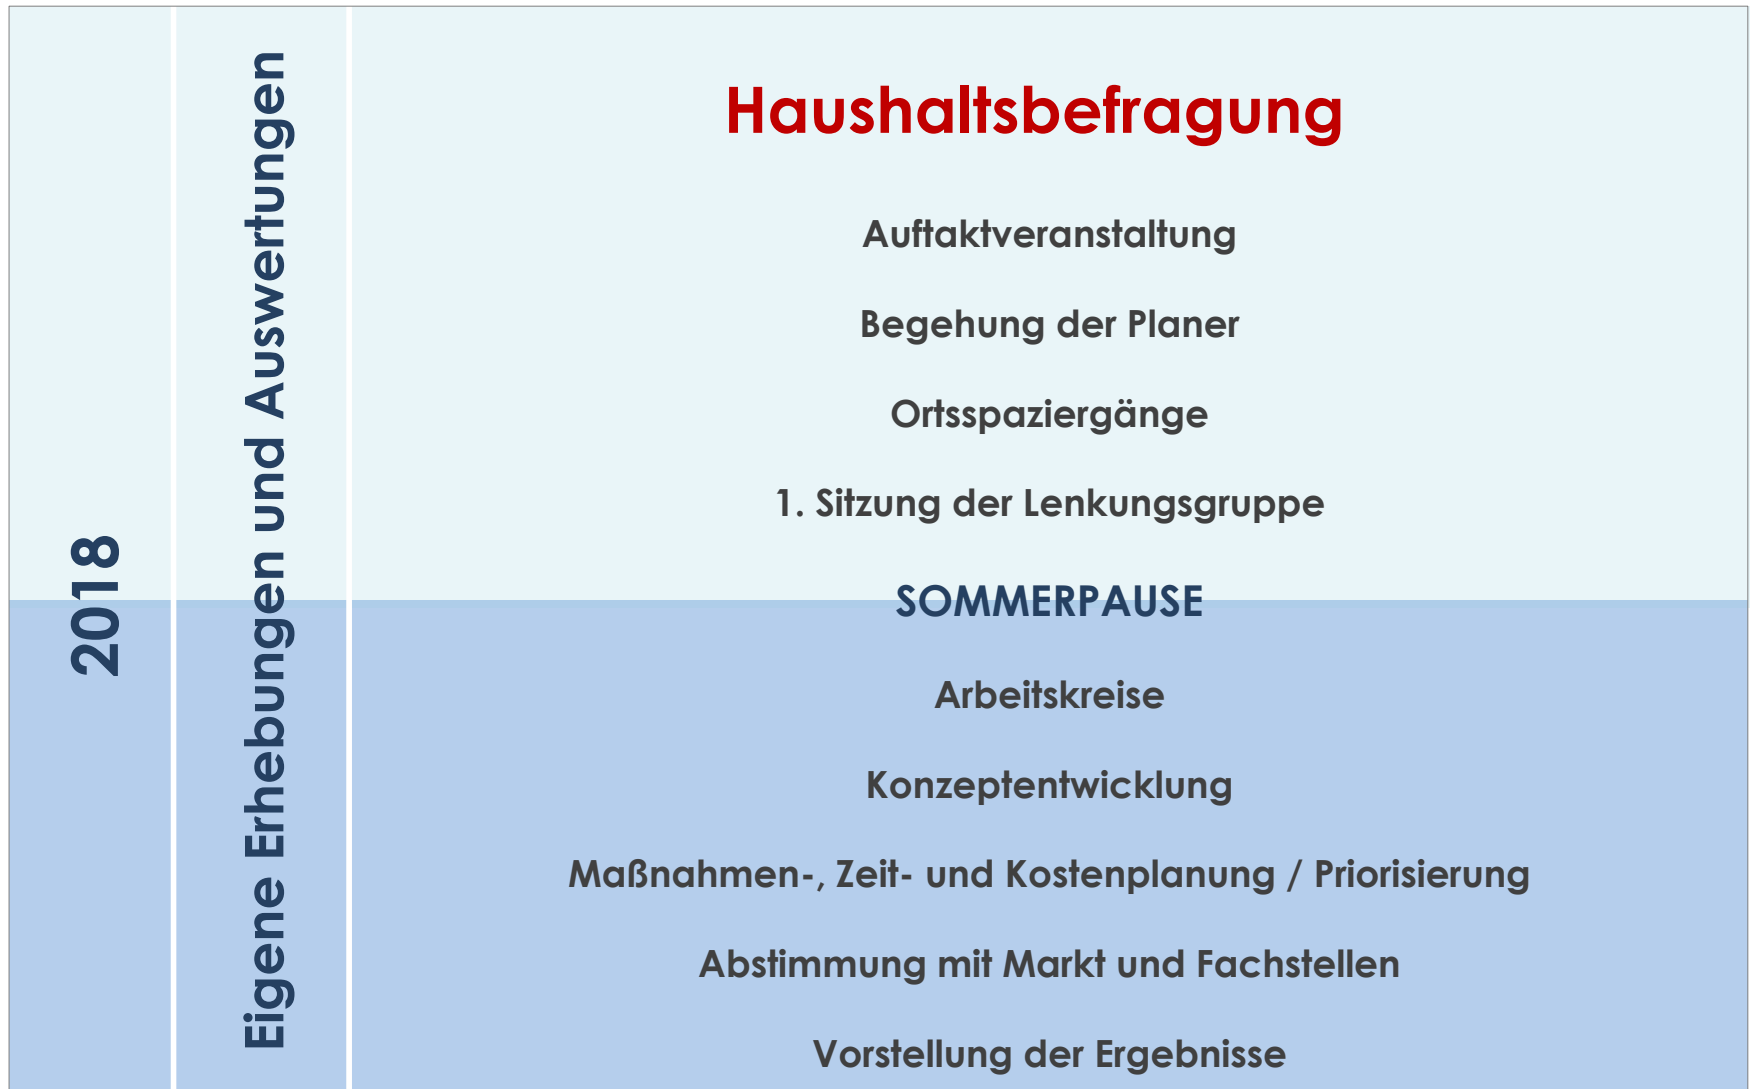 2018
Eigene Erhebungen und Auswertungen
Haushaltsbefragung
Auftaktveranstaltung
Begehung der Planer
Ortsspaziergänge
1. Sitzung der Lenkungsgruppe
SOMMERPAUSE
Arbeitskreise
Konzeptentwicklung
Maßnahmen-, Zeit- und Kostenplanung / Priorisierung
Abstimmung mit Markt und Fachstellen
Vorstellung der Ergebnisse